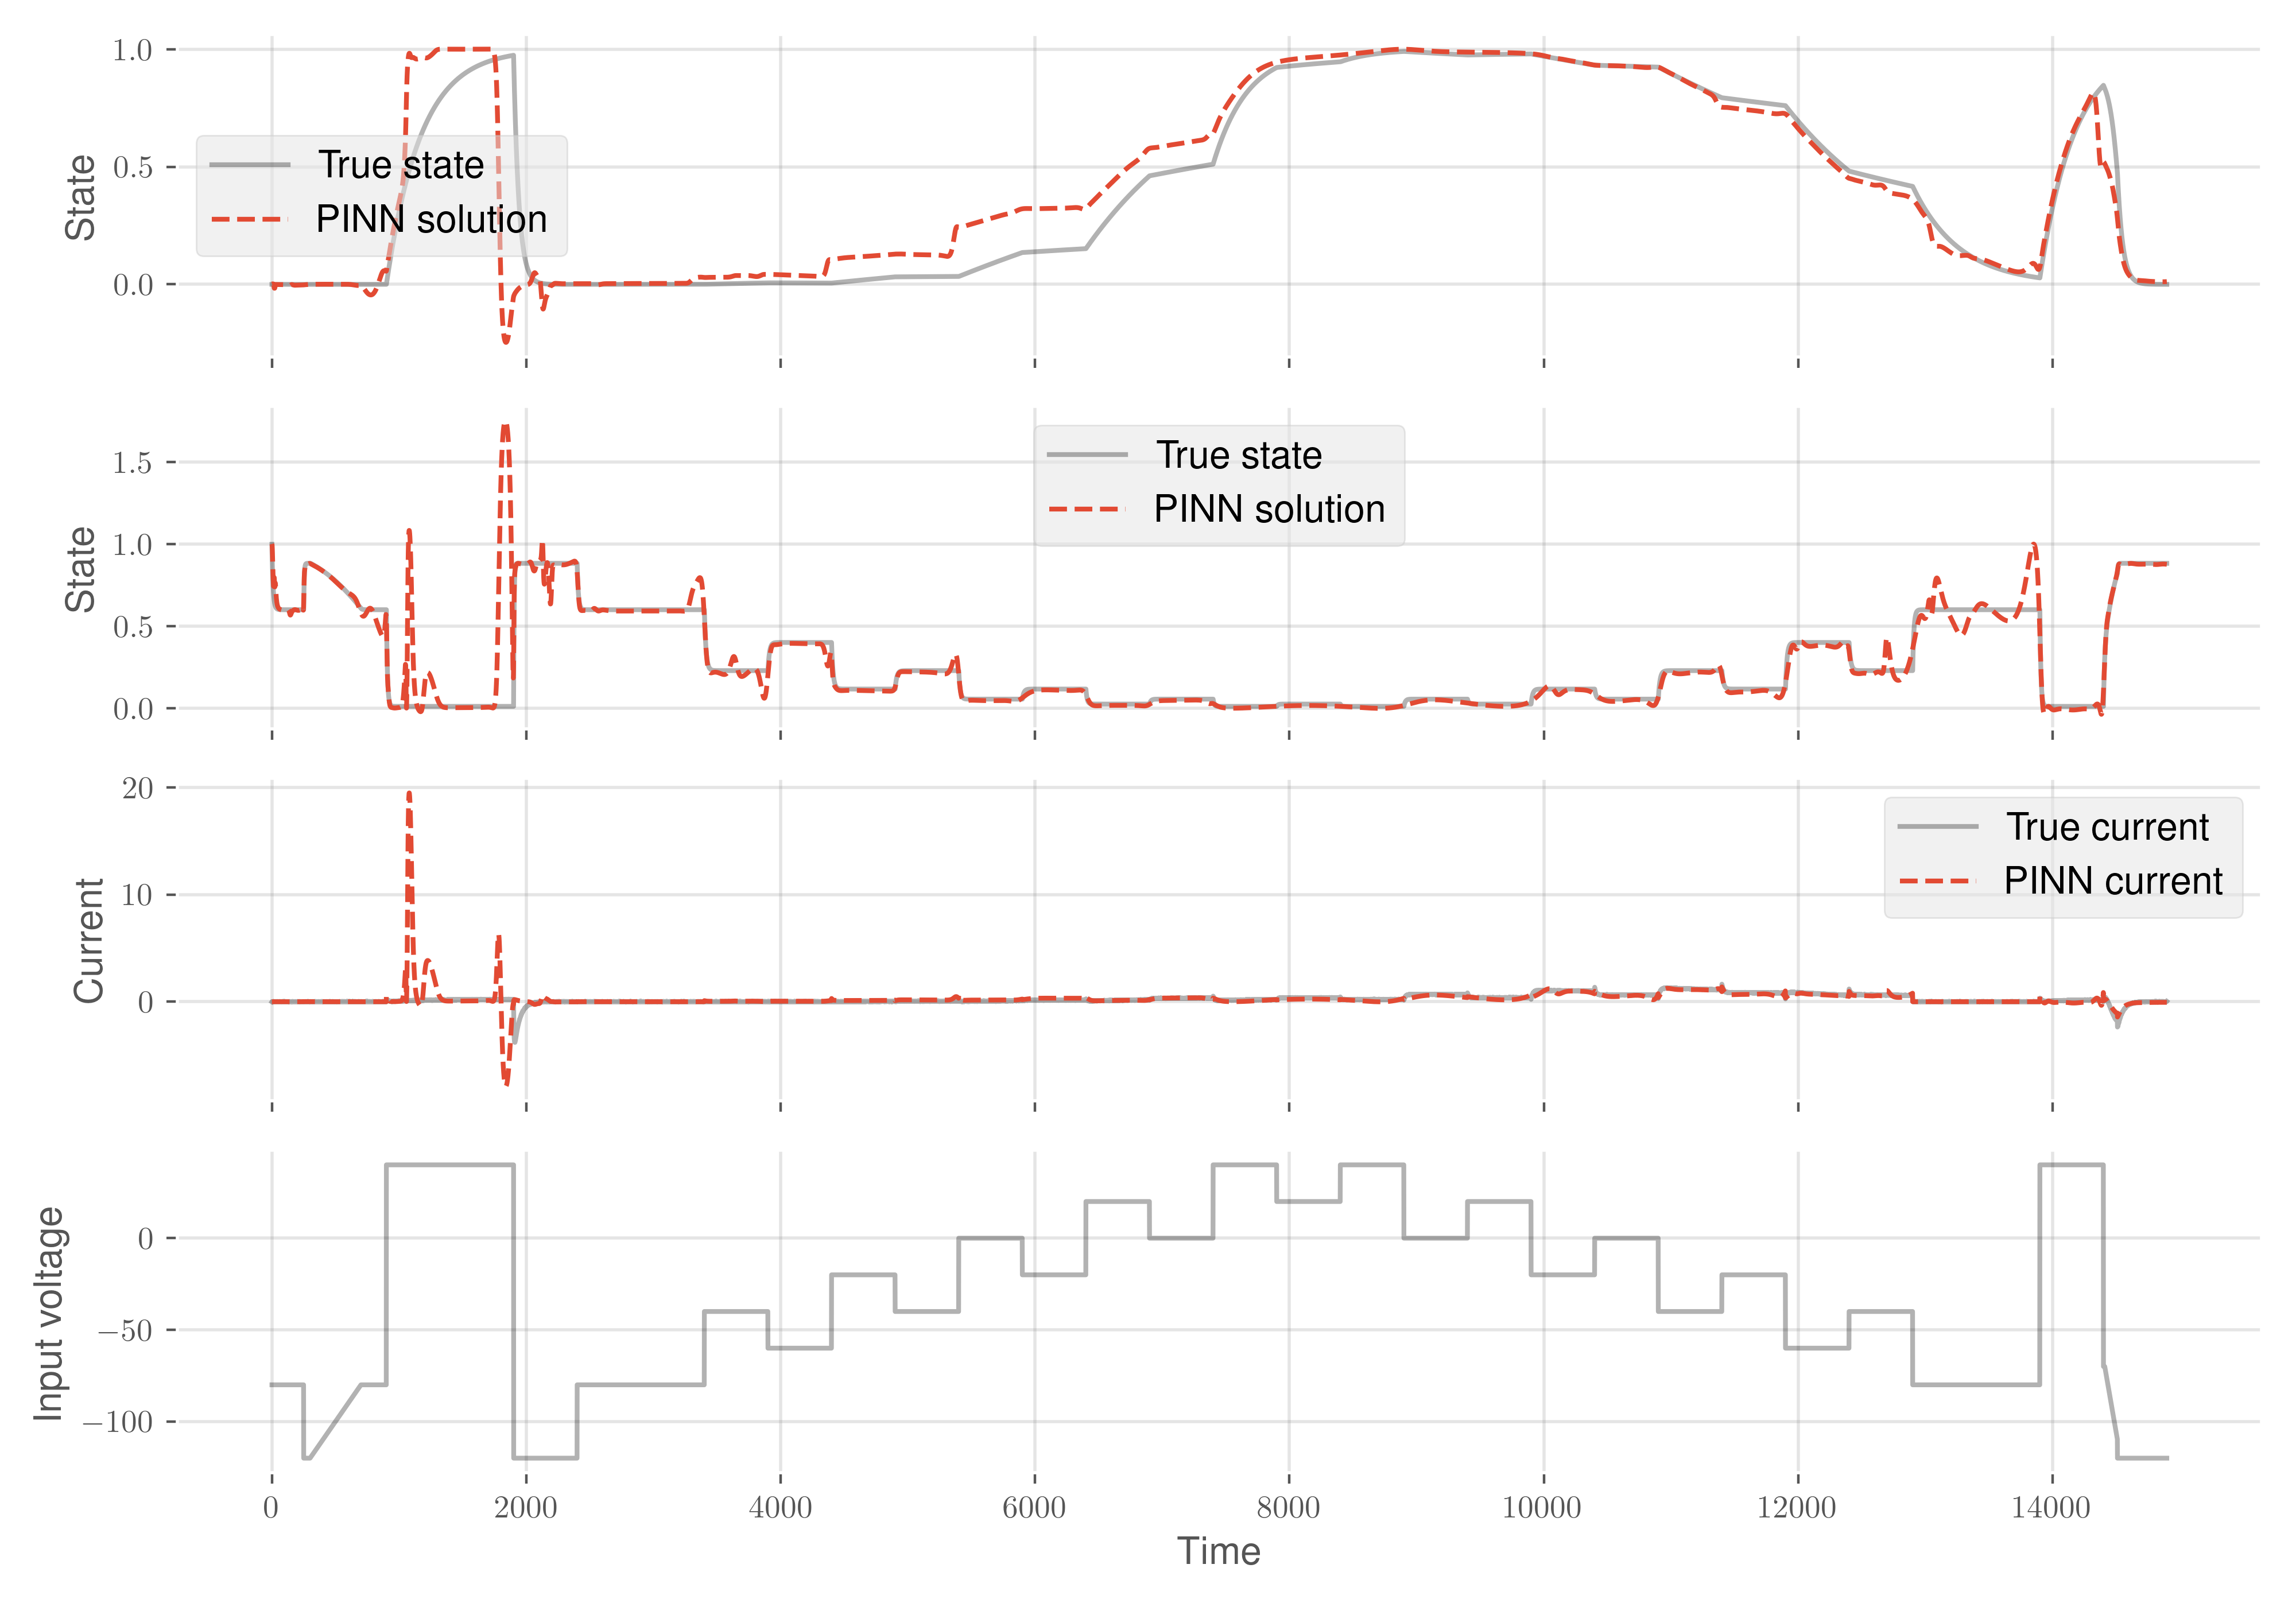 1.0
0.5
0.0
State
True state
PINN solution
1.5
1.0
0.5
0.0
State
True state
PINN solution
20
10
0
Current
True current
PINN current
0
−50
−100
Input voltage
0 2000 4000 6000 8000 10000 12000 14000
Time